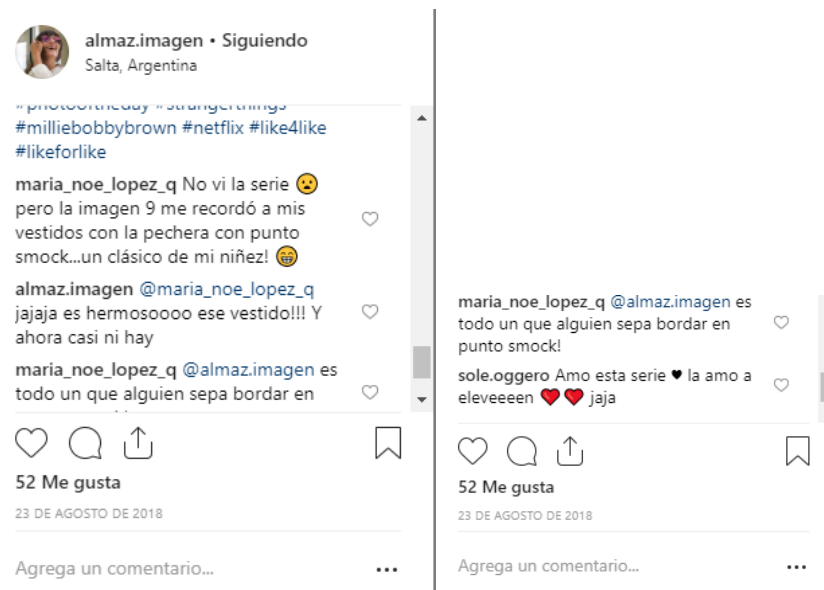 almaz.imagen • Siguiendo
Salta, Argentina
#photooftheday #strangerthings
#milliebobbybrown #netflix #like4like
#likeforlike
maria_noe_lopez_q No vi la serie 😦
pero la imagen 9 me recordó a mis
vestidos con la pechera con punto
smock...un clásico de mi niñez! 😁
almaz.imagen @maria_noe_lopez_q
jajaja es hermosoooo ese vestido!!! Y
ahora casi ni hay
maria_noe_lopez_q @almaz.imagen es
todo un que alguien sepa bordar en
52 Me gusta
23 DE AGOSTO DE 2018
Agrega un comentario...
maria_noe_lopez_q @almaz.imagen es
todo un que alguien sepa bordar en
punto smock!
sole.oggero Amo esta serie ♥ la amo a
eleveeeen ❤️❤️ jaja
52 Me gusta
23 DE AGOSTO DE 2018
Agrega un comentario...